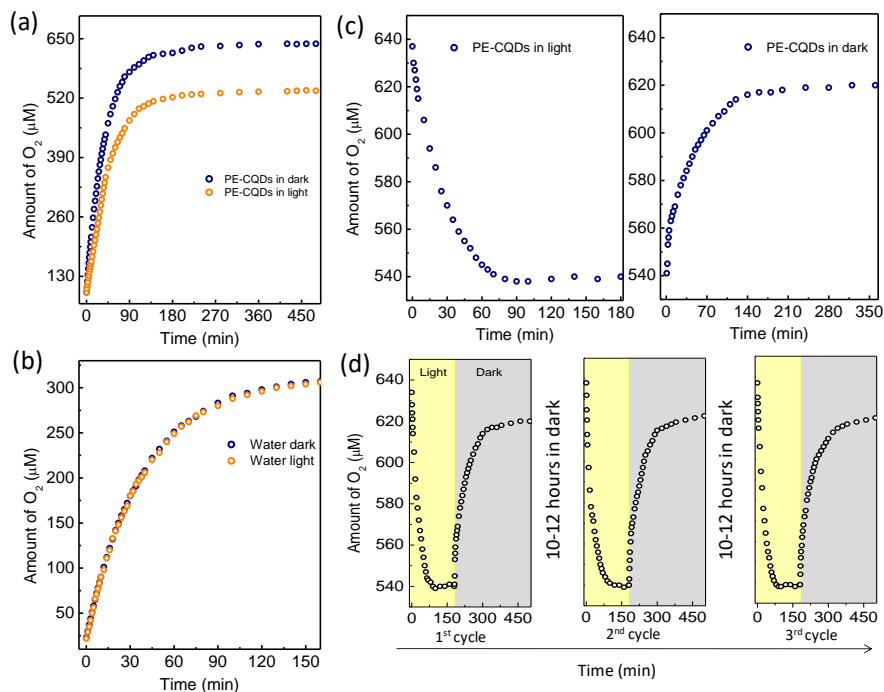 (a)
650
520
390
260
130
Amount of O2 (μM)
PE-CQDs in dark
PE-CQDs in light
0 90 180 270 360 450
Time (min)
(b)
300
250
200
150
100
50
Amount of O2 (μM)
Water dark
Water light
0 30 60 90 120 150
Time (min)
(c)
640
620
600
580
560
540
Amount of O2 (μM)
PE-CQDs in light
0 30 60 90 120 150 180
Time (min)
640
620
600
580
560
540
PE-CQDs in dark
0 70 140 210 280 350
Time (min)
(d)
640
620
600
580
560
540
Amount of O2 (μM)
Light Dark
10-12 hours in dark
10-12 hours in dark
0 150 300 450
0 150 300 450
0 150 300 450
1st cycle
2nd cycle
3rd cycle
Time (min)